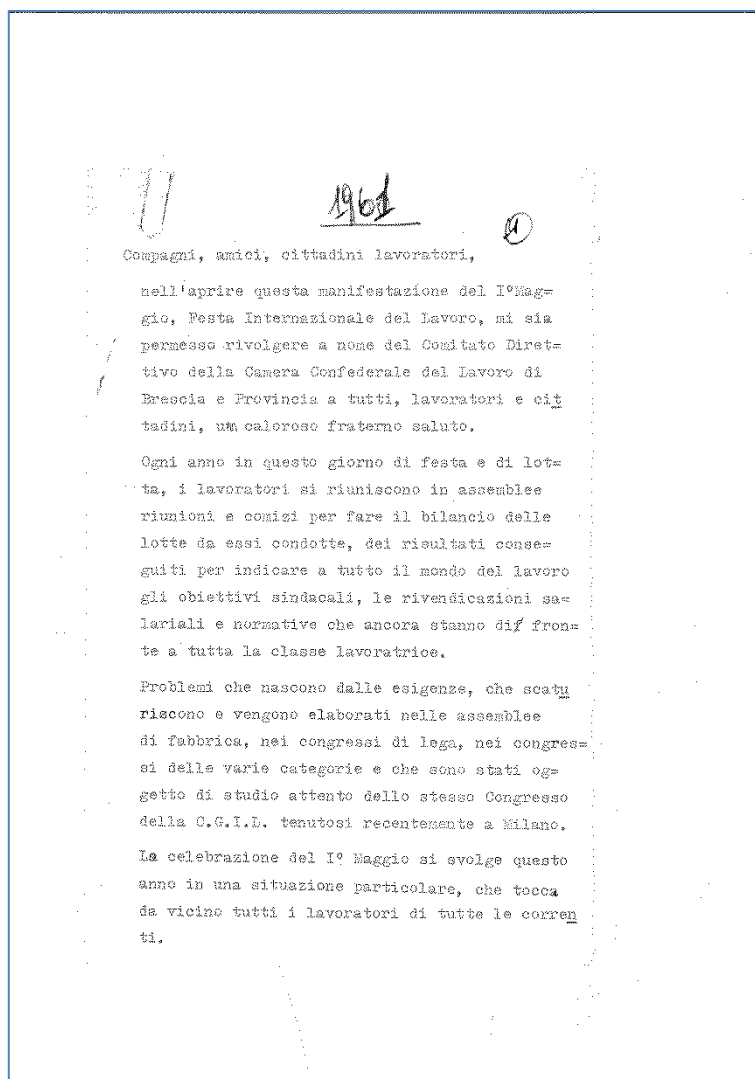 1961
1
Compagni, amici, cittadini lavoratori,
nell'aprire questa manifestazione del I°Mag=
gio, Festa Internazionale del Lavoro, mi sia
permesso rivolgere a nome del Comitato Diret=
tivo della Camera Confederale del Lavoro di
Brescia e Provincia a tutti, lavoratori e cit
tadini, un caloroso fraterno saluto.
Ogni anno in questo giorno di festa e di lot=
ta, i lavoratori si riuniscono in assemblee
riunioni e comizi per fare il bilancio delle
lotte da essi condotte, dei risultati conse=
guiti per indicare a tutto il mondo del lavoro
gli obiettivi sindacali, le rivendicazioni sa=
lariali e normative che ancora stanno di fron=
te a tutta la classe lavoratrice.
Problemi che nascono dalle esigenze, che scatu
riscono e vengono elaborati nelle assemblee
di fabbrica, nei congressi di lega, nei congres=
si delle varie categorie e che sono stati og=
getto di studio attento dello stesso Congresso
della C.G.I.L. tenutosi recentemente a Milano.
La celebrazione del I° Maggio si svolge questo
anno in una situazione particolare, che tocca
da vicino tutti i lavoratori di tutte le corren
ti.